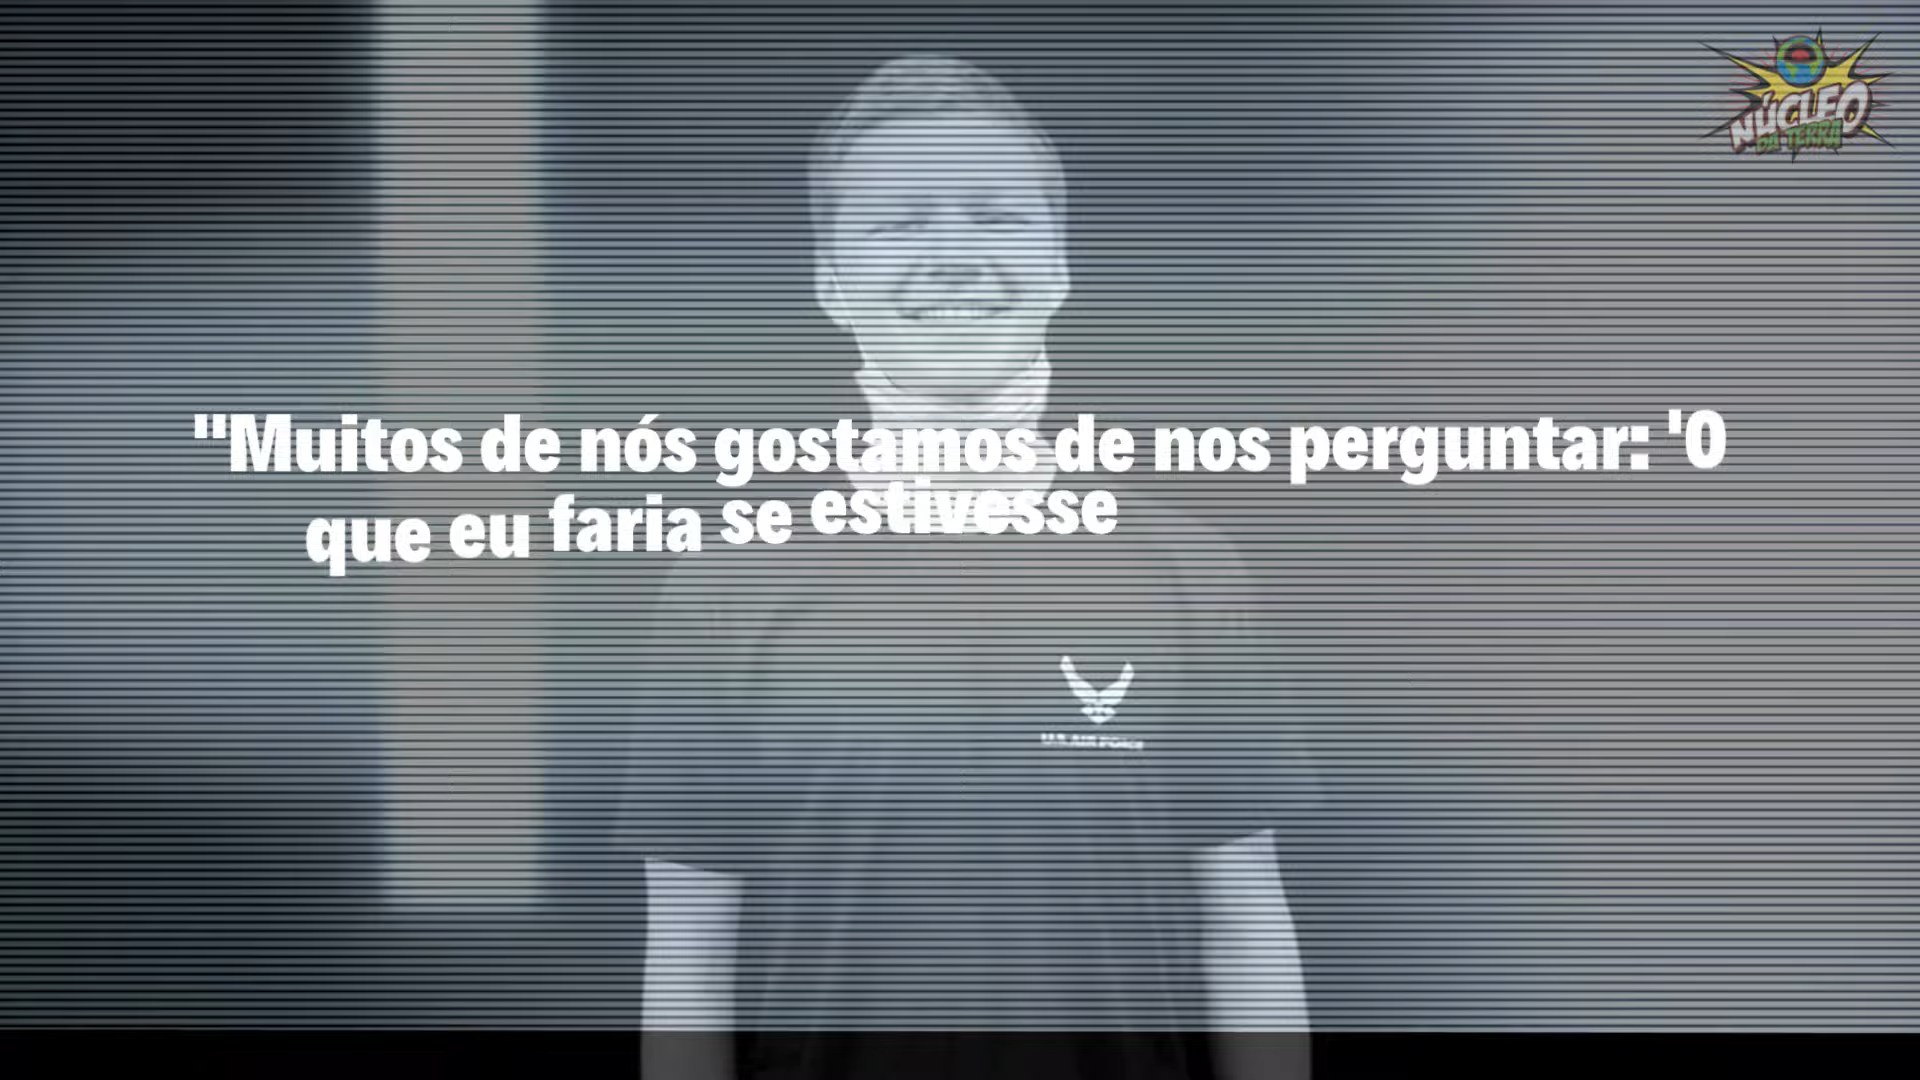 NÚCLEO
DA TERRA
"Muitos de nós gostamos de nos perguntar: 'O
que eu faria se estivesse
U.S. AIR FORCE